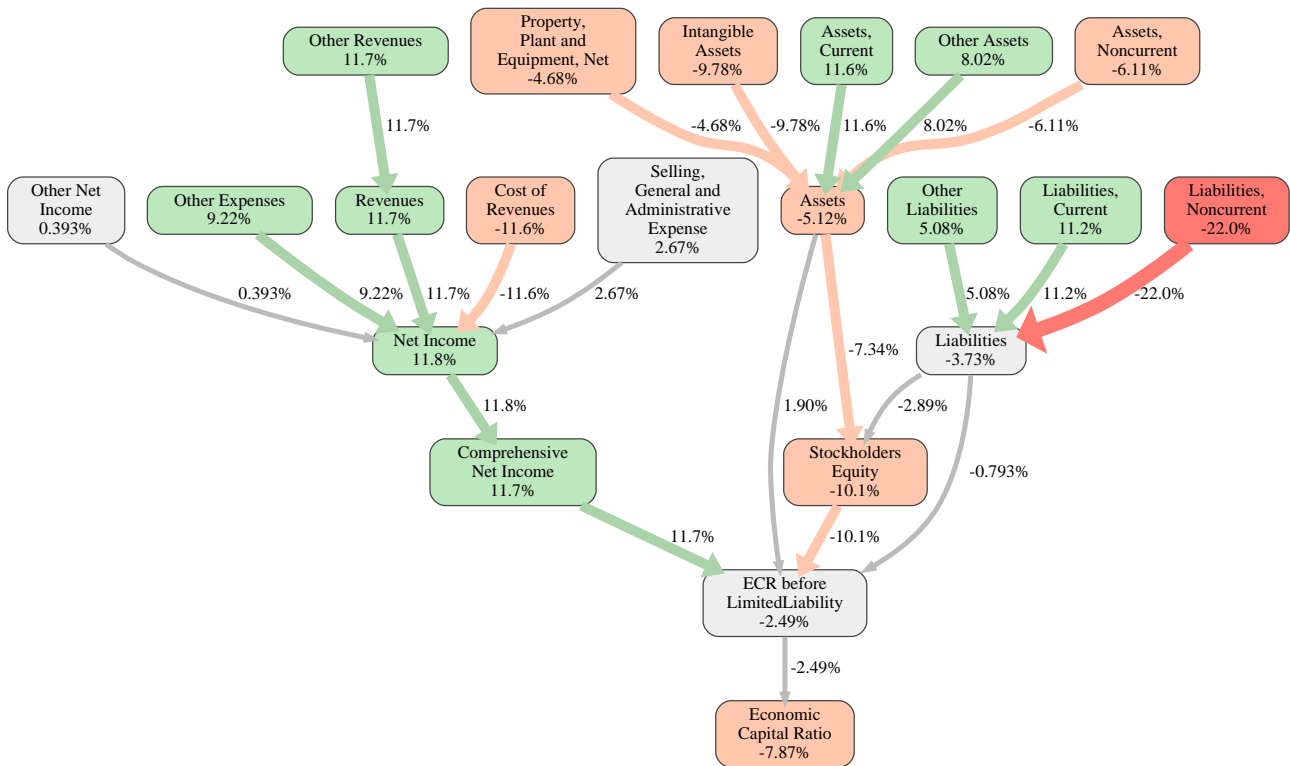 Property,
Plant and
Equipment, Net
-4.68%
Intangible
Assets
-9.78%
Assets,
Current
11.6%
Other Assets
8.02%
Assets,
Noncurrent
-6.11%
Other Revenues
11.7%
11.7%
-4.68%
-9.78%
11.6%
8.02%
-6.11%
Other Net
Income
0.393%
Other Expenses
9.22%
Revenues
11.7%
Cost of
Revenues
-11.6%
Selling,
General and
Administrative
Expense
2.67%
Assets
-5.12%
Other
Liabilities
5.08%
Liabilities,
Current
11.2%
Liabilities,
Noncurrent
-22.0%
0.393%
9.22%
11.7%
-11.6%
2.67%
5.08%
11.2%
-22.0%
Net Income
11.8%
Liabilities
-3.73%
-7.34%
11.8%
1.90%
-2.89%
Comprehensive
Net Income
11.7%
Stockholders
Equity
-10.1%
-0.793%
11.7%
-10.1%
ECR before
LimitedLiability
-2.49%
-2.49%
Economic
Capital Ratio
-7.87%